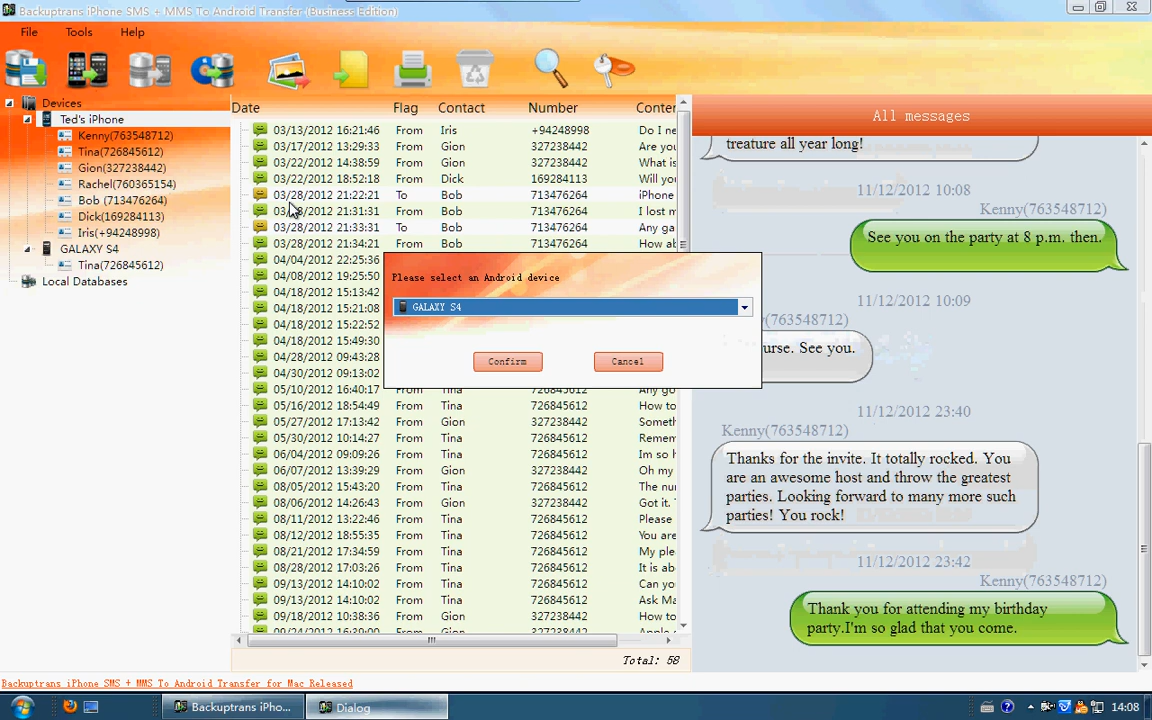 Backuptrans iPhone SMS + MMS To Android Transfer (Business Edition)
File Tools Help
Devices
Ted's iPhone
Kenny(763548712)
Tina(726845612)
Gion(327238442)
Rachel(760365154)
Bob (713476264)
Dick(169284113)
Iris(+94248998)
GALAXY S4
Tina(726845612)
Local Databases
Date Flag Contact Number Conter
03/13/2012 16:21:46 From Iris +94248998 Do I ne
03/17/2012 13:29:33 From Gion 327238442 Are you
03/22/2012 14:38:59 From Gion 327238442 What is
03/22/2012 18:52:18 From Dick 169284113 Will you
03/28/2012 21:22:21 To Bob 713476264 iPhone
03/28/2012 21:31:31 From Bob 713476264 I lost m
03/28/2012 21:33:31 To Bob 713476264 Any ga
03/28/2012 21:34:21 From Bob 713476264 How ab
04/04/2012 22:25:36
04/08/2012 19:25:50
04/18/2012 15:13:42
04/18/2012 15:21:08
04/18/2012 15:22:52
04/18/2012 15:49:30
04/28/2012 09:43:28
04/30/2012 09:13:02
05/10/2012 16:40:17 From Tina 726845612 Any go
05/16/2012 18:54:49 From Tina 726845612 How to
05/27/2012 17:13:42 From Gion 327238442 Someth
05/30/2012 10:14:27 From Tina 726845612 Remem
06/04/2012 09:09:26 From Tina 726845612 Im so h
06/07/2012 13:39:29 From Gion 327238442 Oh my
08/05/2012 15:43:20 From Tina 726845612 The nu
08/06/2012 14:26:43 From Gion 327238442 Got it.
08/11/2012 13:22:46 From Tina 726845612 Please
08/12/2012 18:55:35 From Tina 726845612 You are
08/21/2012 17:34:59 From Tina 726845612 My ple
08/28/2012 17:03:26 From Tina 726845612 It is ab
09/13/2012 14:10:02 From Tina 726845612 Can yo
09/13/2012 14:10:02 From Tina 726845612 Ask Ma
09/18/2012 10:38:36 From Gion 327238442 How to
09/24/2012 16:39:00 From Gion 327238442 Apple
Total: 58
Please select an Android device
GALAXY S4
Confirm Cancel
All messages
treature all year long!
11/12/2012 10:08
Kenny(763548712)
See you on the party at 8 p.m. then.
11/12/2012 10:09
y(763548712)
urse. See you.
11/12/2012 23:40
Kenny(763548712)
Thanks for the invite. It totally rocked. You
are an awesome host and throw the greatest
parties. Looking forward to many more such
parties! You rock!
11/12/2012 23:42
Kenny(763548712)
Thank you for attending my birthday
party.I'm so glad that you come.
Backuptrans iPhone SMS + MMS To Android Transfer for Mac Released
Backuptrans iPho...
Dialog
14:08